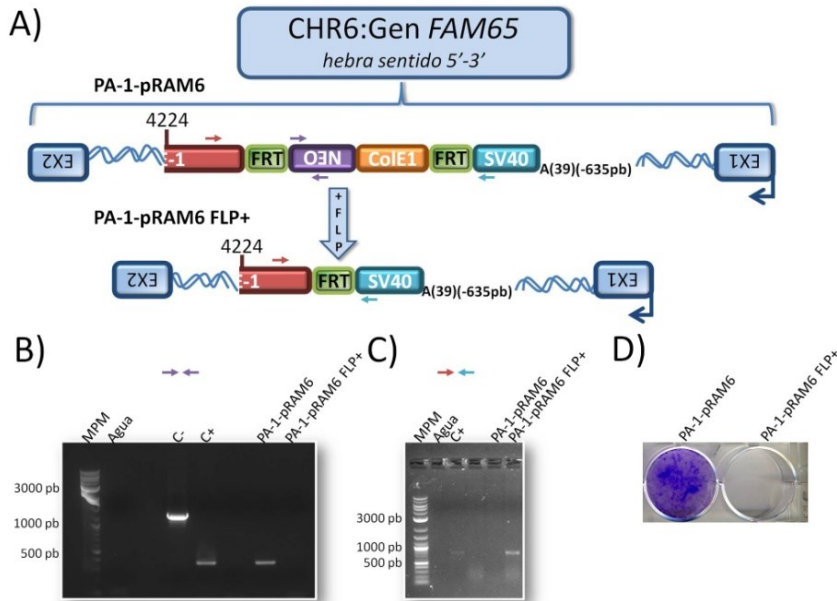 A)
CHR6:Gen FAM65
hebra sentido 5’-3’
PA-1-pRAM6
4224
EX2
E-1
FRT
NEO
ColE1
FRT
SV40
A(39)(-635pb)
EX1
+FLP
PA-1-pRAM6 FLP+
4224
EX2
E-1
FRT
SV40
A(39)(-635pb)
EX1
B)
MPM
Agua
C-
C+
PA-1-pRAM6
PA-1-pRAM6 FLP+
3000 pb
1000 pb
500 pb
C)
MPM
Agua
C+
PA-1-pRAM6
PA-1-pRAM6 FLP+
3000 pb
1000 pb
500 pb
D)
PA-1-pRAM6
PA-1-pRAM6 FLP+